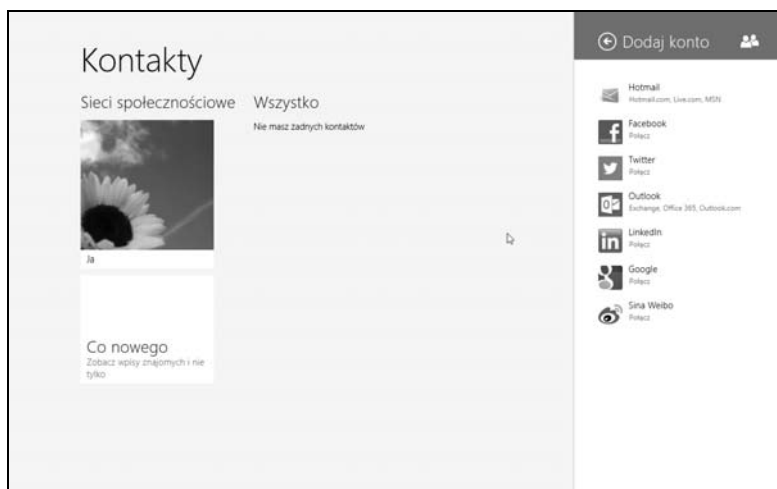 Kontakty
Sieci społecznościowe
Ja
Co nowego
Zobacz wpisy znajomych i nie
tylko
Wszystko
Nie masz żadnych kontaktów
Dodaj konto
Hotmail
Hotmail.com, Live.com, MSN
Facebook
Połącz
Twitter
Połącz
Outlook
Exchange, Office 365, Outlook.com
LinkedIn
Połącz
Google
Połącz
Sina Weibo
Połącz